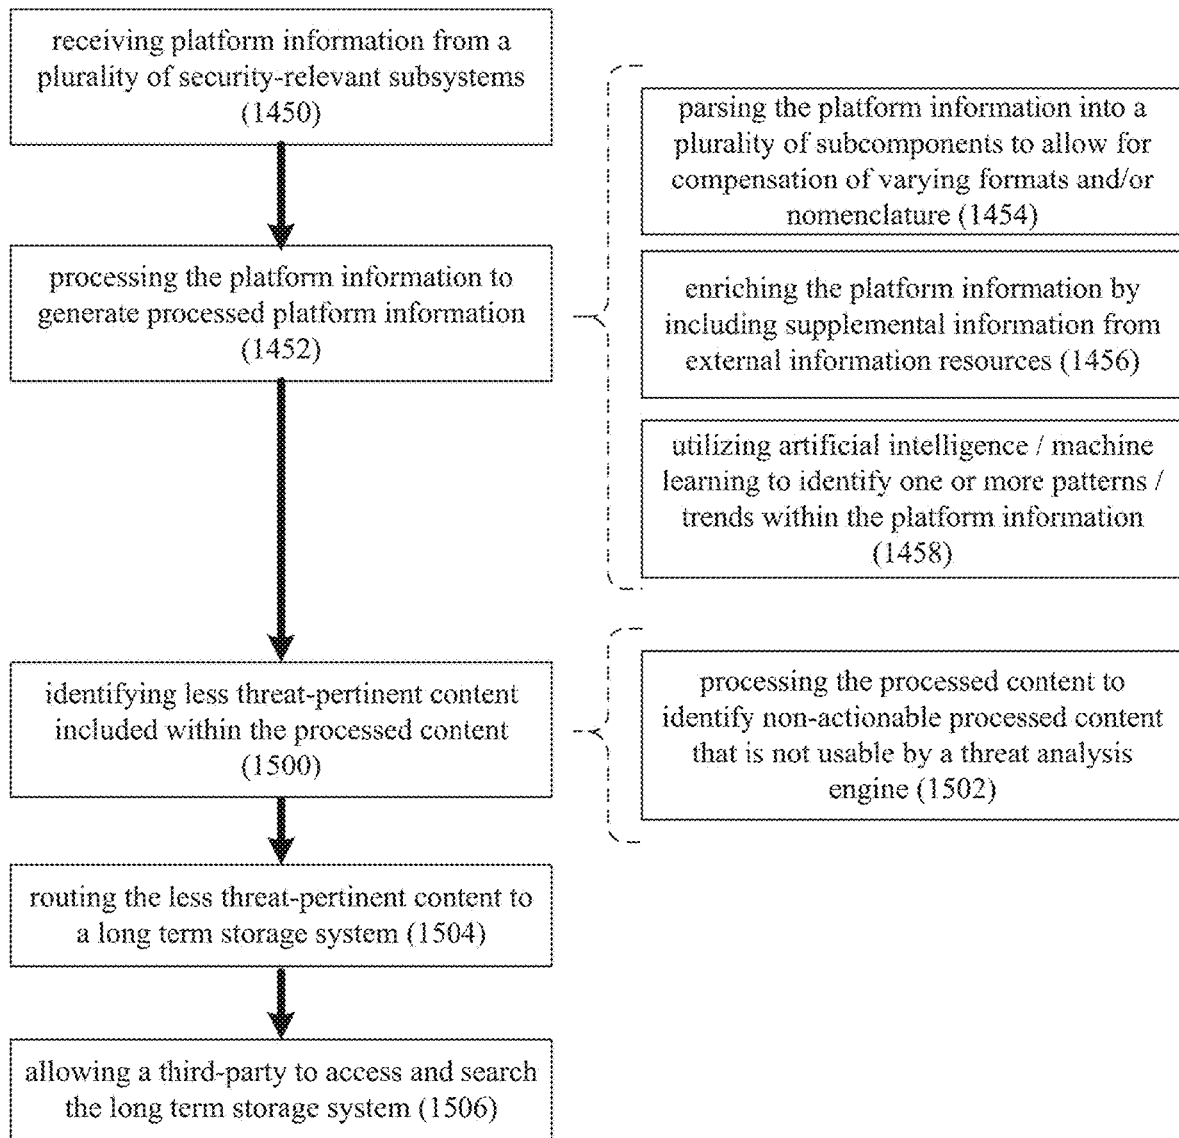 receiving platform information from a
plurality of security-relevant subsystems
(1450)
processing the platform information to
generate processed platform information
(1452)
parsing the platform information into a
plurality of subcomponents to allow for
compensation of varying formats and/or
nomenclature (1454)
enriching the platform information by
including supplemental information from
external information resources (1456)
utilizing artificial intelligence / machine
learning to identify one or more patterns /
trends within the platform information
(1458)
identifying less threat-pertinent content
included within the processed content
(1500)
processing the processed content to
identify non-actionable processed content
that is not usable by a threat analysis
engine (1502)
routing the less threat-pertinent content to
a long term storage system (1504)
allowing a third-party to access and search
the long term storage system (1506)